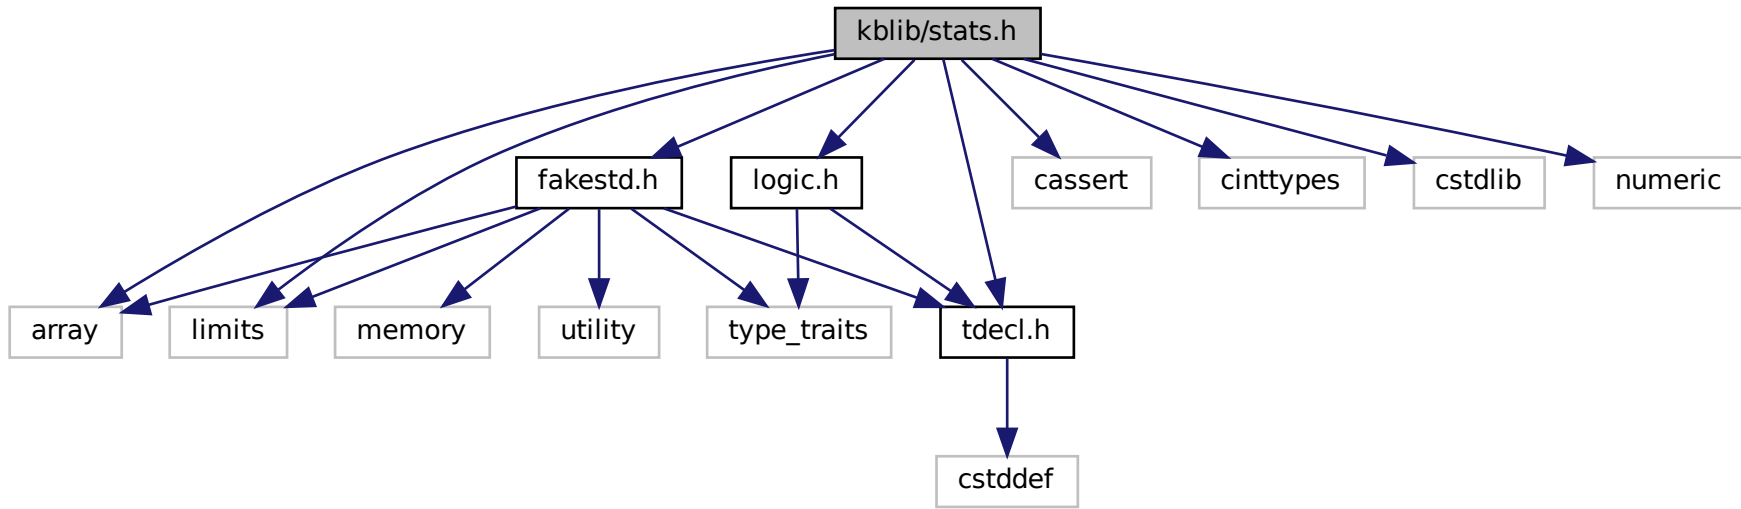 kblib/stats.h
fakestd.h
logic.h
cassert
cinttypes
cstdlib
numeric
array
limits
memory
utility
type_traits
tdecl.h
cstddef